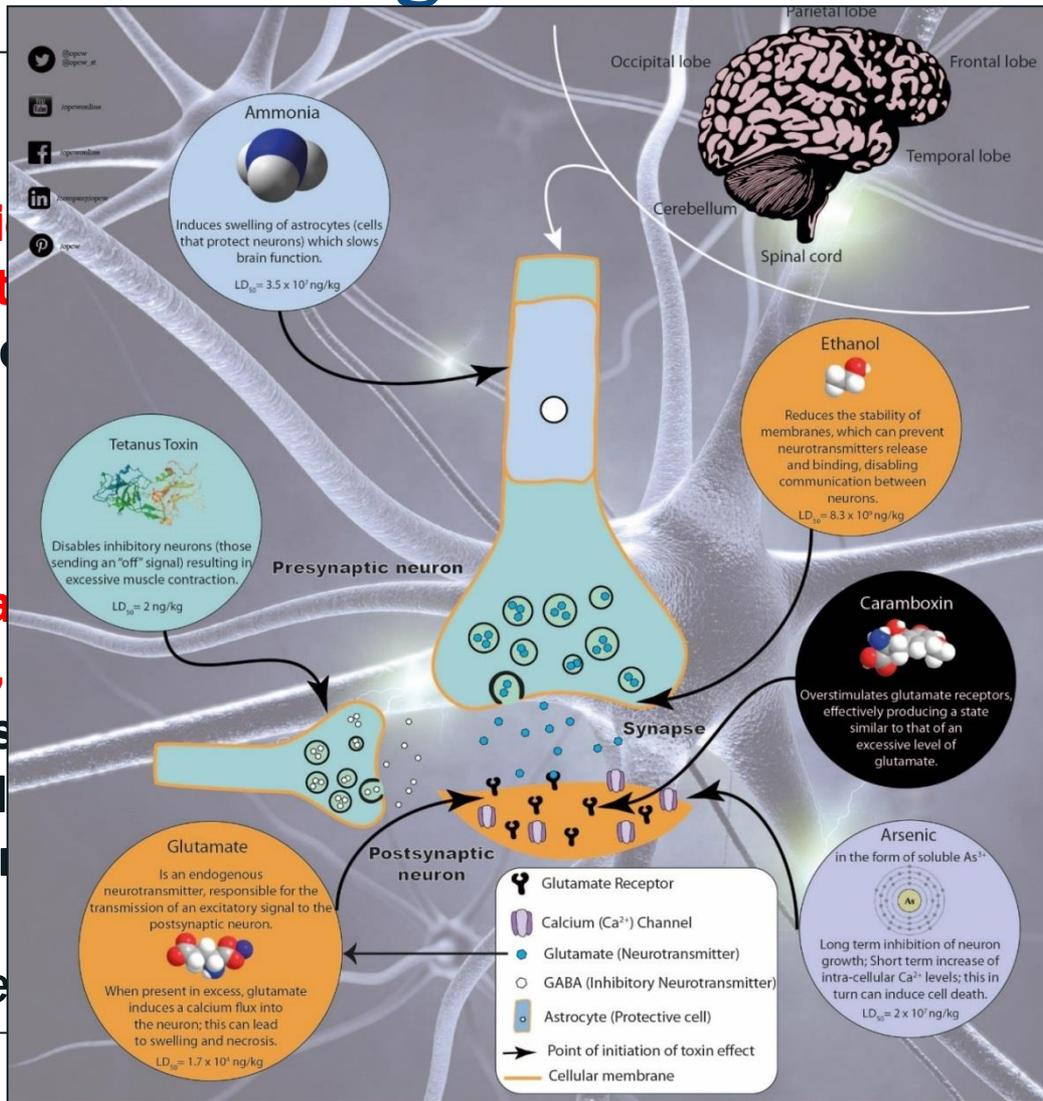 @opcw
@opcw_st
/opcwonline
/opcwonline
/company/opcw
/opcw
Parietal lobe
Occipital lobe
Frontal lobe
Temporal lobe
Cerebellum
Spinal cord
Ammonia
Induces swelling of astrocytes (cells
that protect neurons) which slows
brain function.
LD₅₀= 3.5 x 10⁷ ng/kg
Ethanol
Reduces the stability of
membranes, which can prevent
neurotransmitters release
and binding, disabling
communication between
neurons.
LD₅₀= 8.3 x 10⁹ ng/kg
Tetanus Toxin
Disables inhibitory neurons (those
sending an "off" signal) resulting in
excessive muscle contraction.
LD₅₀= 2 ng/kg
Presynaptic neuron
Caramboxin
Overstimulates glutamate receptors,
effectively producing a state
similar to that of an
excessive level of
glutamate.
Synapse
Postsynaptic
neuron
Glutamate
Is an endogenous
neurotransmitter, responsible for the
transmission of an excitatory signal to the
postsynaptic neuron.
When present in excess, glutamate
induces a calcium flux into
the neuron; this can lead
to swelling and necrosis.
Glutamate Receptor
Calcium (Ca²⁺) Channel
Glutamate (Neurotransmitter)
GABA (Inhibitory Neurotransmitter)
Astrocyte (Protective cell)
Point of initiation of toxin effect
Cellular membrane
Arsenic
in the form of soluble As³⁺
As
Long term inhibition of neuron
growth; Short term increase of
intra-cellular Ca²⁺ levels; this in
turn can induce cell death.
LD₅₀= 2 x 10⁷ ng/kg